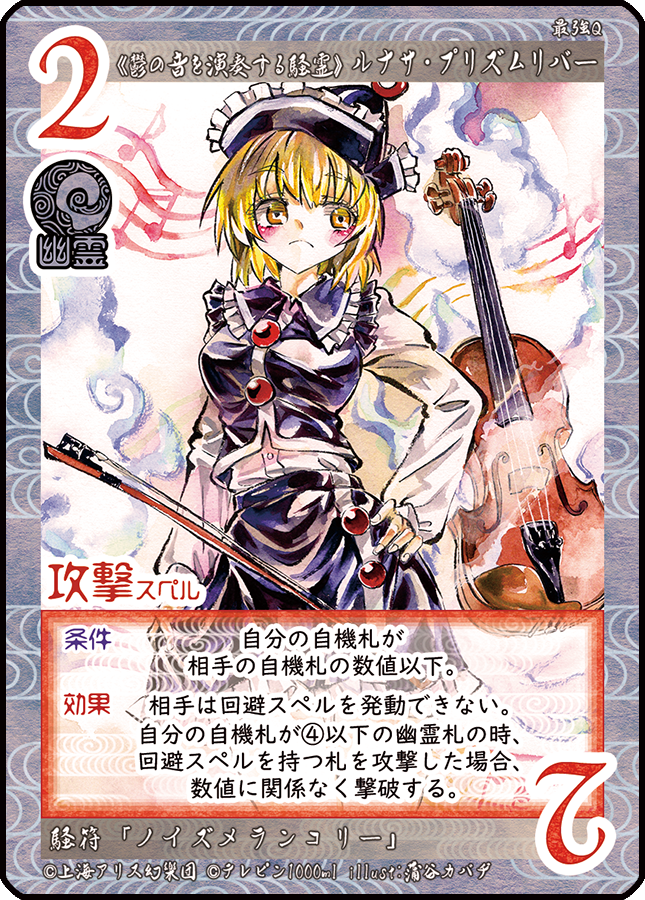 最強Q
2
《鬱の音を演奏する騒霊》ルナサ・プリズムリバー
幽霊
攻撃スペル
条件
自分の自機札が
相手の自機札の数値以下。
効果
相手は回避スペルを発動できない。
自分の自機札が④以下の幽霊札の時、
回避スペルを持つ札を攻撃した場合、
数値に関係なく撃破する。
2
騒符「ノイズメランコリー」
©上海アリス幻樂団 ©テレピン1000ml illust:蒲谷カバヂ